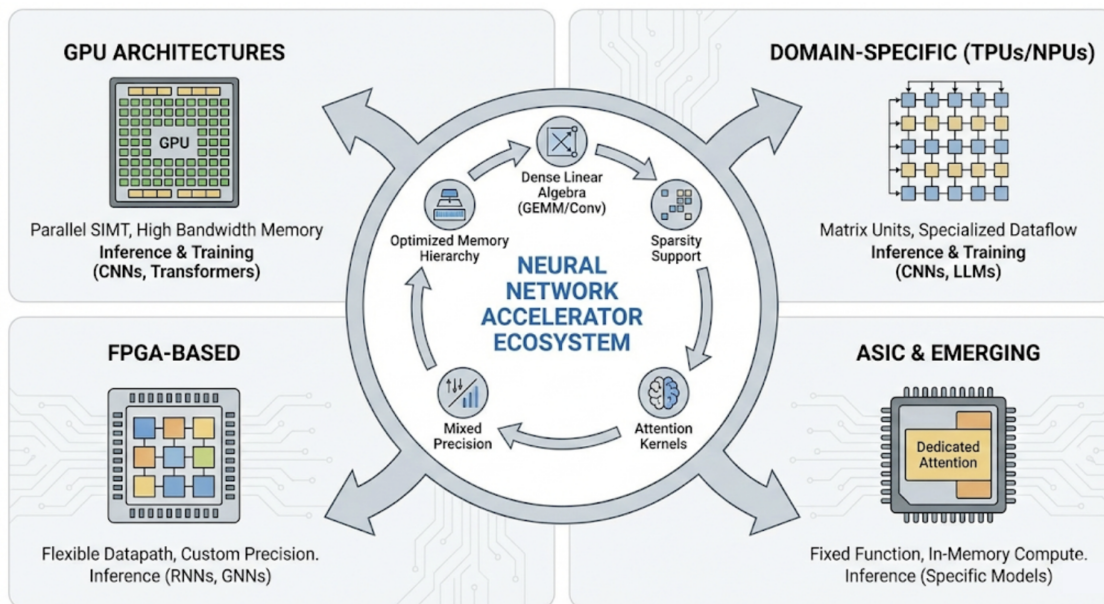 GPU ARCHITECTURES
GPU
Parallel SIMT, High Bandwidth Memory
Inference & Training
(CNNs, Transformers)
DOMAIN-SPECIFIC (TPUs/NPUs)
Matrix Units, Specialized Dataflow
Inference & Training
(CNNs, LLMs)
Dense Linear
Algebra
(GEMM/Conv)
Sparsity
Support
Attention
Kernels
Mixed
Precision
Optimized Memory
Hierarchy
NEURAL
NETWORK
ACCELERATOR
ECOSYSTEM
FPGA-BASED
Flexible Datapath, Custom Precision.
Inference (RNNs, GNNs)
ASIC & EMERGING
Dedicated
Attention
Fixed Function, In-Memory Compute.
Inference (Specific Models)